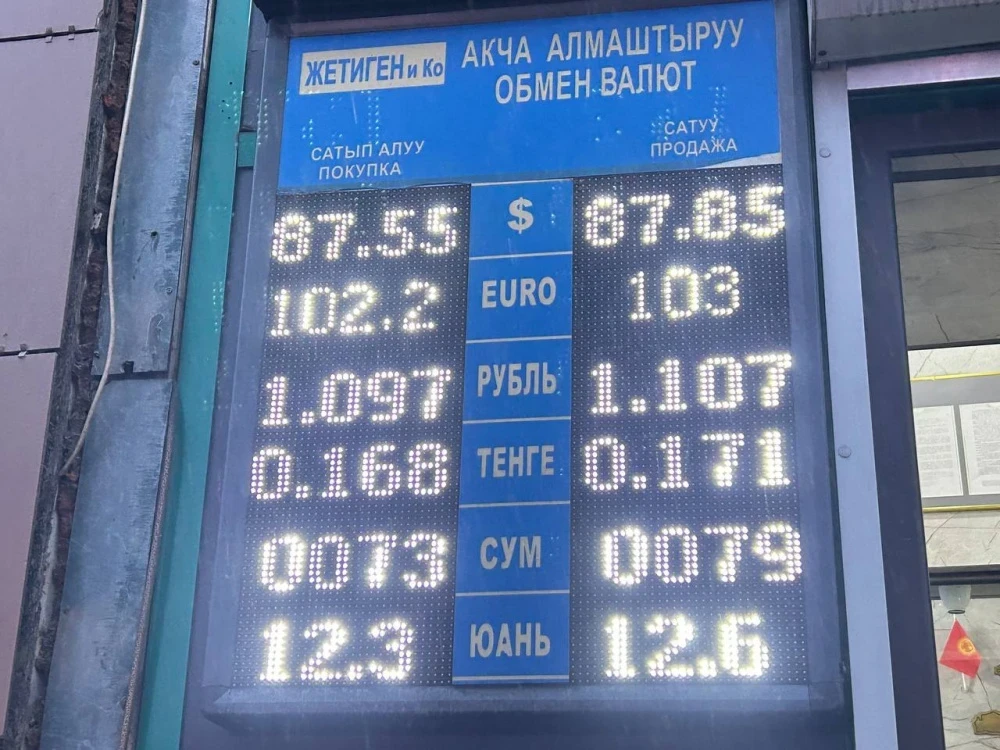 ЖЕТИГЕН и Ко
АКЧА АЛМАШТЫРУУ
ОБМЕН ВАЛЮТ
САТЫП АЛУУ
ПОКУПКА
САТУУ
ПРОДАЖА
87.55 $ 87.85
102.2 EURO 103
1.097 РУБЛЬ 1.107
0.168 ТЕНГЕ 0.171
0073 СУМ 0079
12.3 ЮАНЬ 12.6